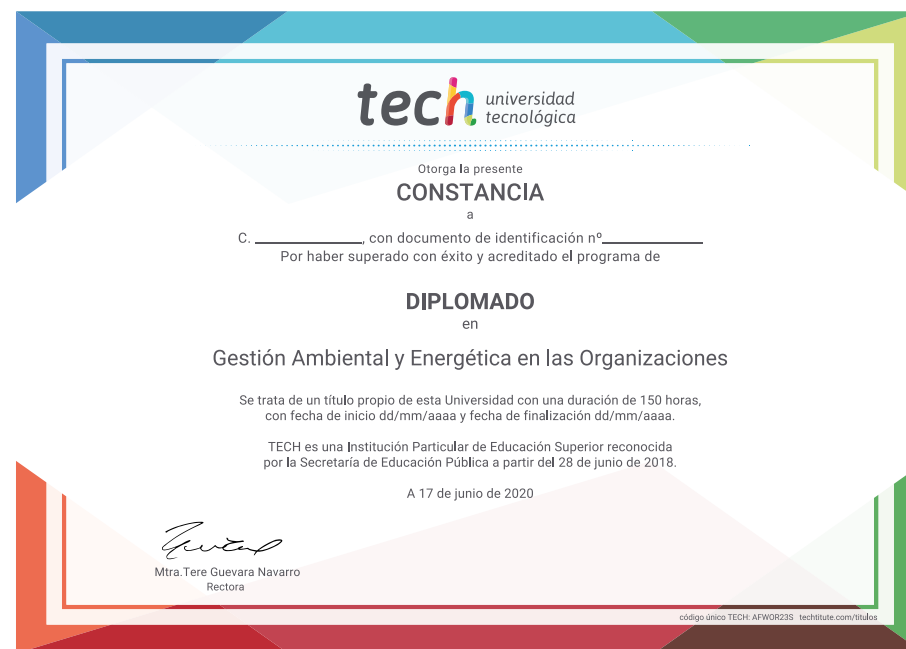 tech universidad
tecnológica
Otorga la presente
CONSTANCIA
a
C. ____________, con documento de identificación nº____________
Por haber superado con éxito y acreditado el programa de
DIPLOMADO
en
Gestión Ambiental y Energética en las Organizaciones
Se trata de un título propio de esta Universidad con una duración de 150 horas,
con fecha de inicio dd/mm/aaaa y fecha de finalización dd/mm/aaaa.
TECH es una Institución Particular de Educación Superior reconocida
por la Secretaría de Educación Pública a partir del 28 de junio de 2018.
A 17 de junio de 2020
Mtra.Tere Guevara Navarro
Rectora
código único TECH: AFWOR23S techtitute.com/titulos